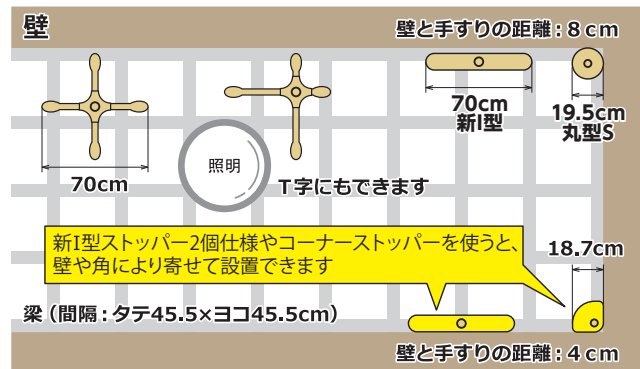 壁
壁と手すりの距離:8cm
70cm
新I型
19.5cm
丸型S
70cm
照明
T字にもできます
新I型ストッパー2個仕様やコーナーストッパーを使うと、
壁や角により寄せて設置できます
18.7cm
梁(間隔:タテ45.5×ヨコ45.5cm)
壁と手すりの距離:4cm